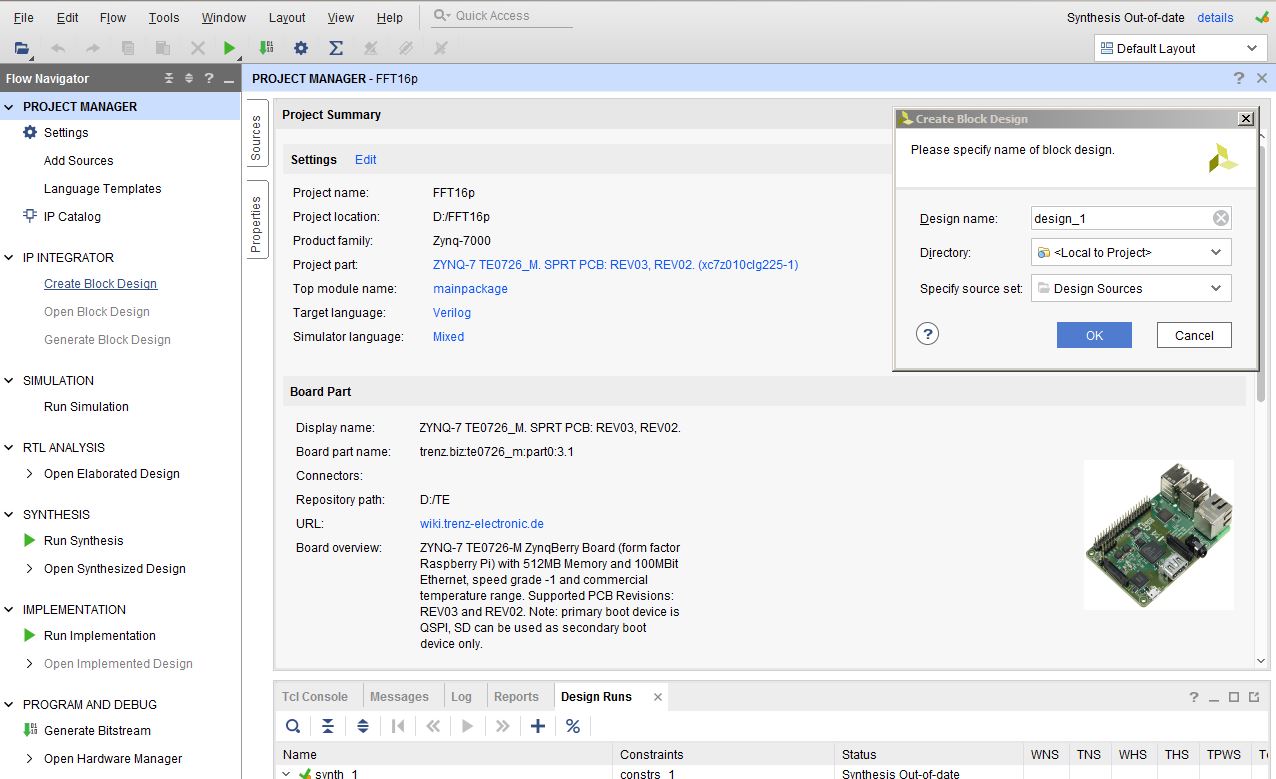 File Edit Flow Tools Window Layout View Help Quick Access Synthesis Out-of-date details
Default Layout
Flow Navigator ?
PROJECT MANAGER
Settings
Add Sources
Language Templates
IP Catalog
IP INTEGRATOR
Create Block Design
Open Block Design
Generate Block Design
SIMULATION
Run Simulation
RTL ANALYSIS
Open Elaborated Design
SYNTHESIS
Run Synthesis
Open Synthesized Design
IMPLEMENTATION
Run Implementation
Open Implemented Design
PROGRAM AND DEBUG
Generate Bitstream
Open Hardware Manager
PROJECT MANAGER - FFT16p ?
Sources
Properties
Project Summary
Settings Edit
Project name: FFT16p
Project location: D:/FFT16p
Product family: Zynq-7000
Project part: ZYNQ-7 TE0726_M. SPRT PCB: REV03, REV02. (xc7z010clg225-1)
Top module name: mainpackage
Target language: Verilog
Simulator language: Mixed
Board Part
Display name: ZYNQ-7 TE0726_M. SPRT PCB: REV03, REV02.
Board part name: trenz.biz:te0726_m:part0:3.1
Connectors:
Repository path: D:/TE
URL: wiki.trenz-electronic.de
Board overview: ZYNQ-7 TE0726-M ZynqBerry Board (form factor
Raspberry Pi) with 512MB Memory and 100MBit
Ethernet, speed grade -1 and commercial
temperature range. Supported PCB Revisions:
REV03 and REV02. Note: primary boot device is
QSPI, SD can be used as secondary boot
device only.
Create Block Design
Please specify name of block design.
Design name: design_1
Directory: <Local to Project>
Specify source set: Design Sources
? OK Cancel
Tcl Console Messages Log Reports Design Runs ?
Name Constraints Status WNS TNS WHS THS TPWS
synth_1 constrs_1 Synthesis Out-of-date